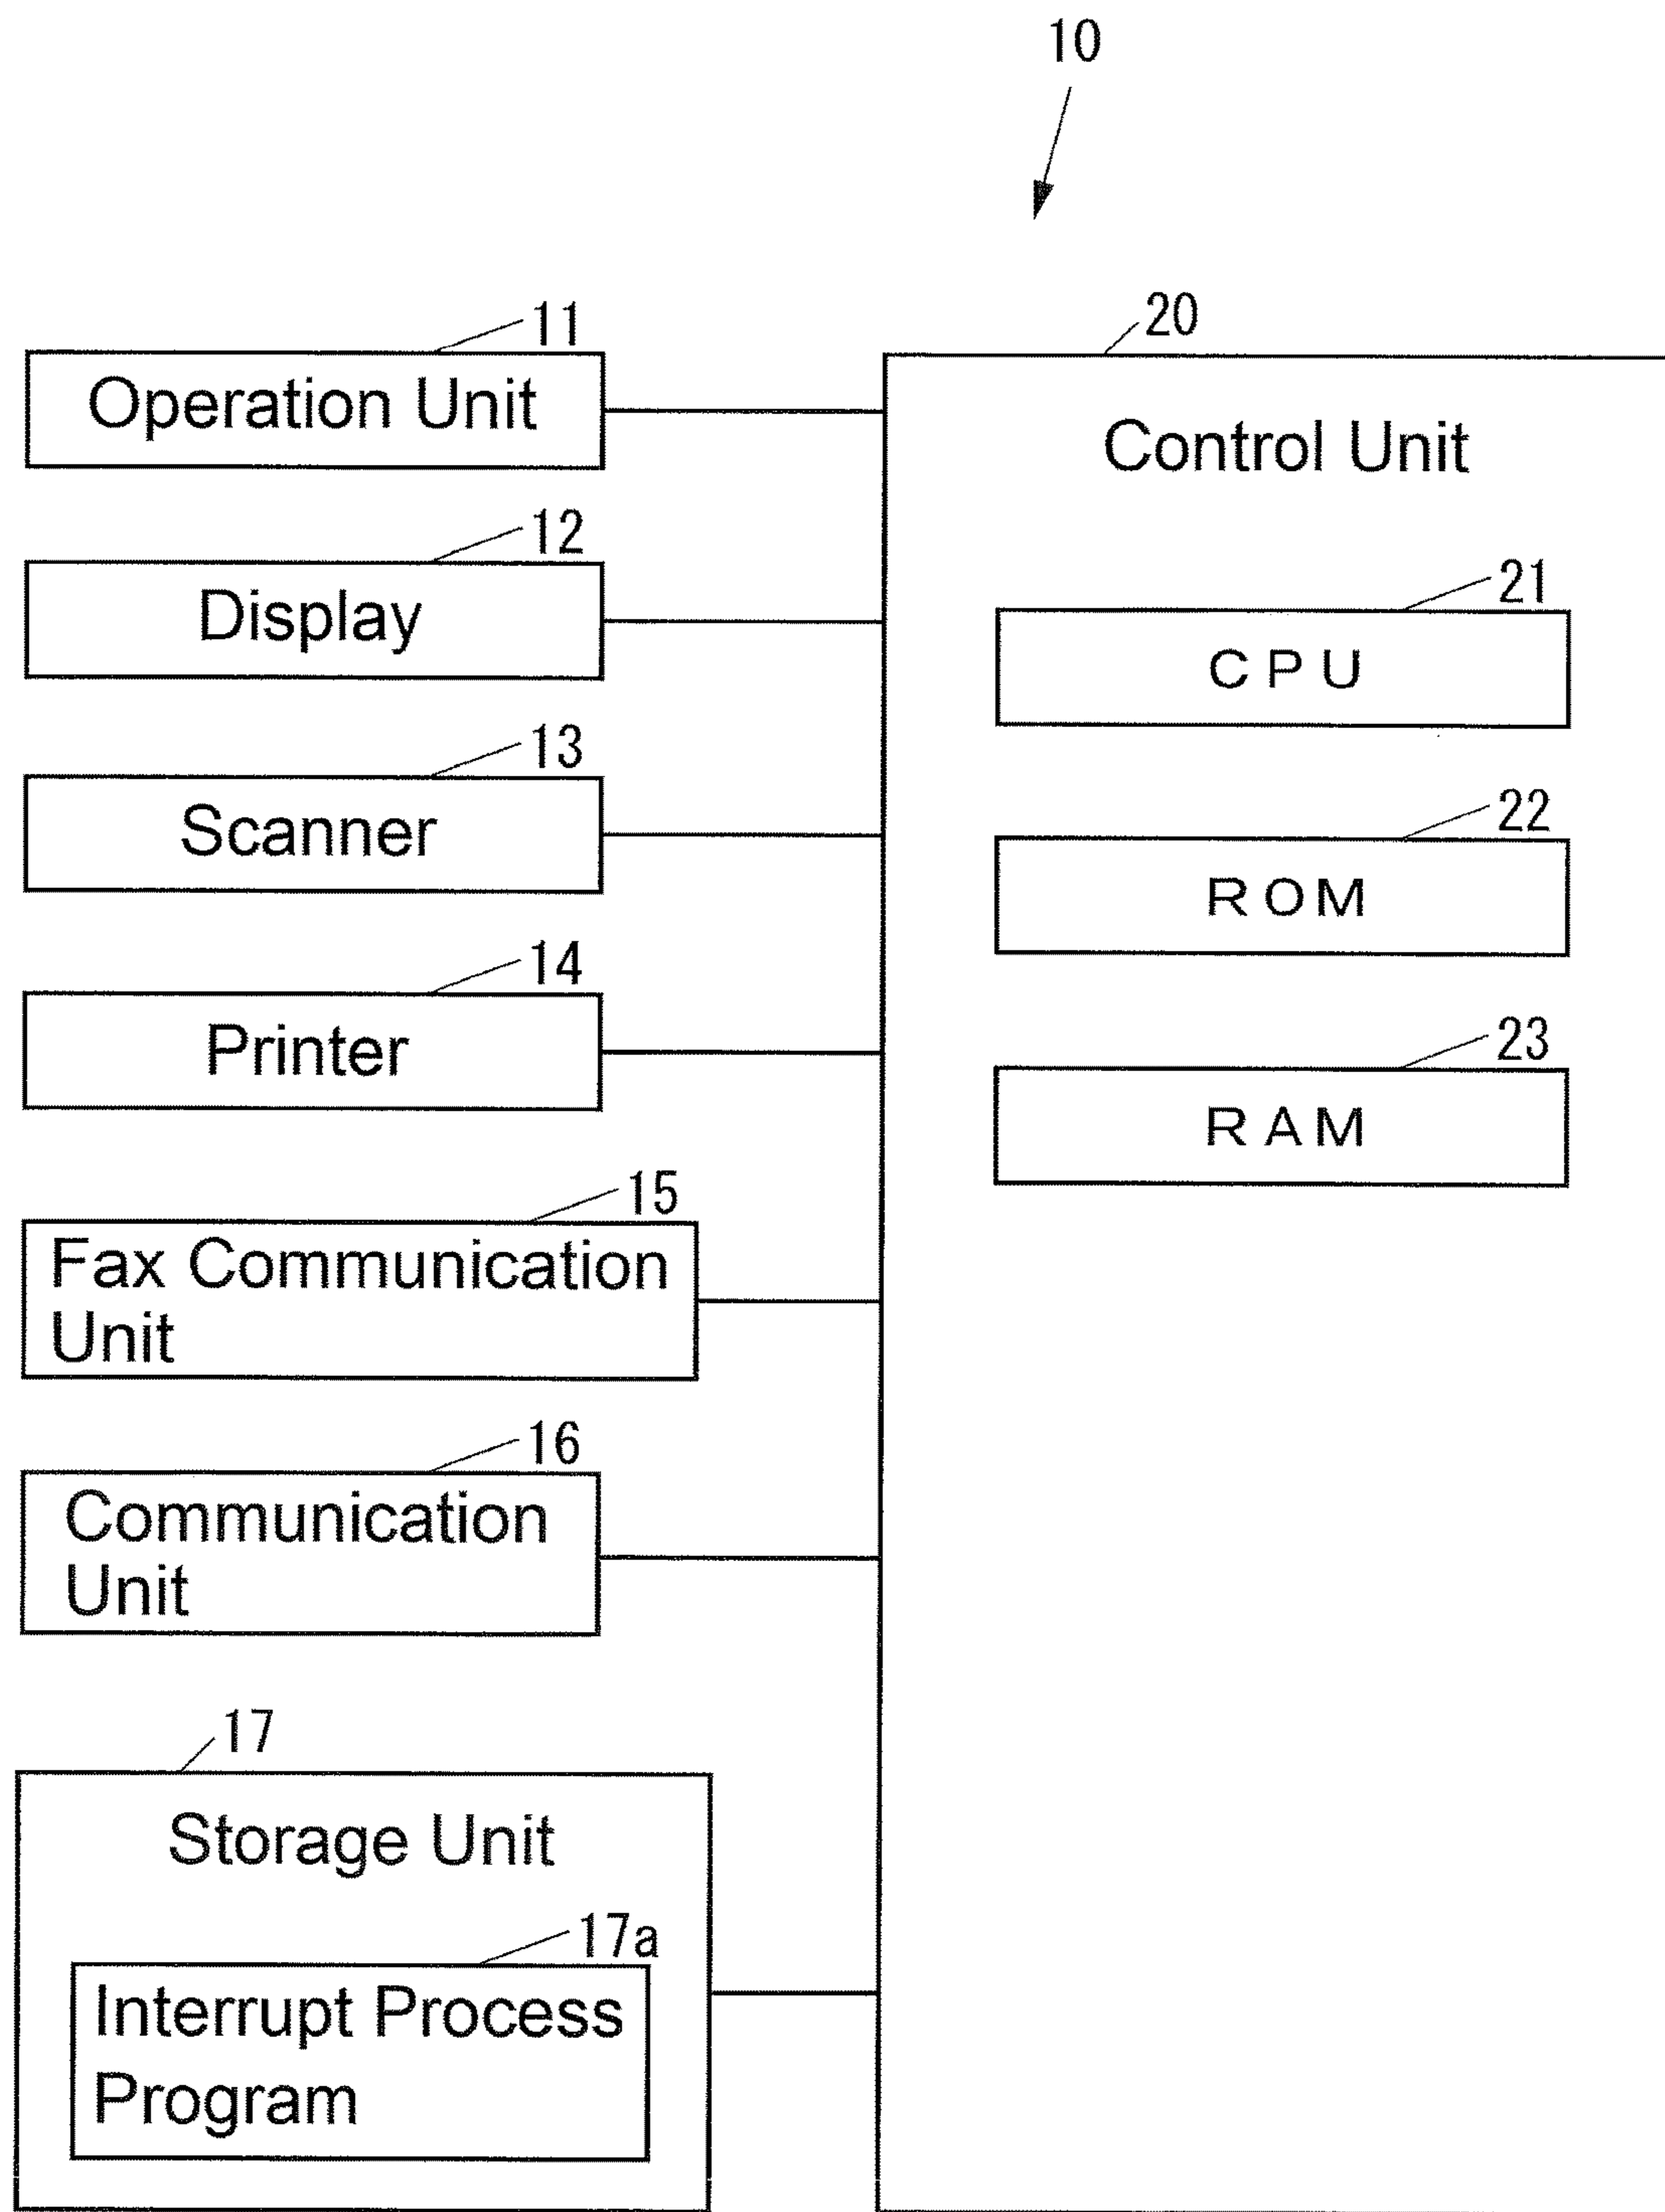 10
11
Operation Unit
12
Display
13
Scanner
14
Printer
15
Fax Communication
Unit
16
Communication
Unit
17
Storage Unit
17a
Interrupt Process
Program
20
Control Unit
21
CPU
22
ROM
23
RAM